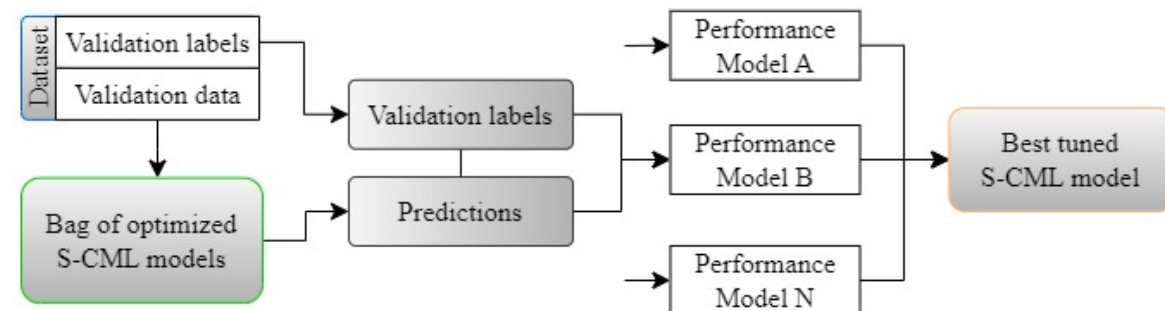 Dataset
Validation labels
Validation data
Bag of optimized
S-CML models
Validation labels
Predictions
Performance
Model A
Performance
Model B
Performance
Model N
Best tuned
S-CML model